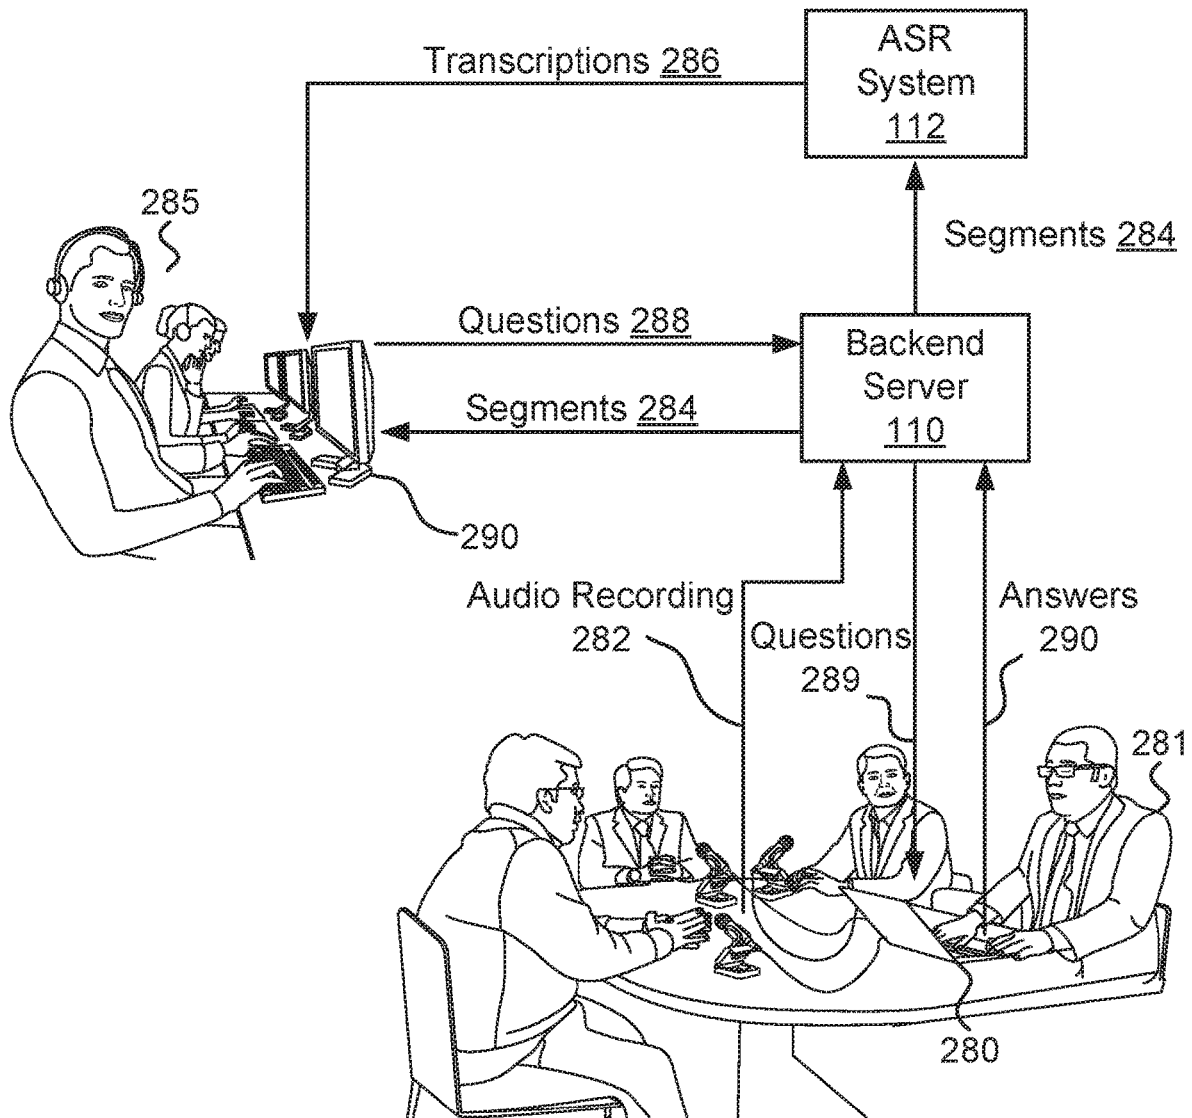 Transcriptions 286
ASR
System
112
285
Segments 284
Questions 288
Backend
Server
110
Segments 284
290
Audio Recording
282
Questions
289
Answers
290
281
280